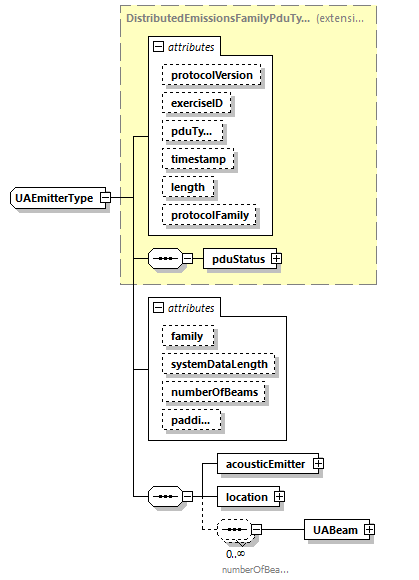 DistributedEmissionsFamilyPduTy... (extensi...
attributes
protocolVersion
exerciseID
pduTy...
timestamp
length
protocolFamily
UAEmitterType
pduStatus
attributes
family
systemDataLength
numberOfBeams
paddi...
acousticEmitter
location
UABeam
0..∞
numberOfBea...